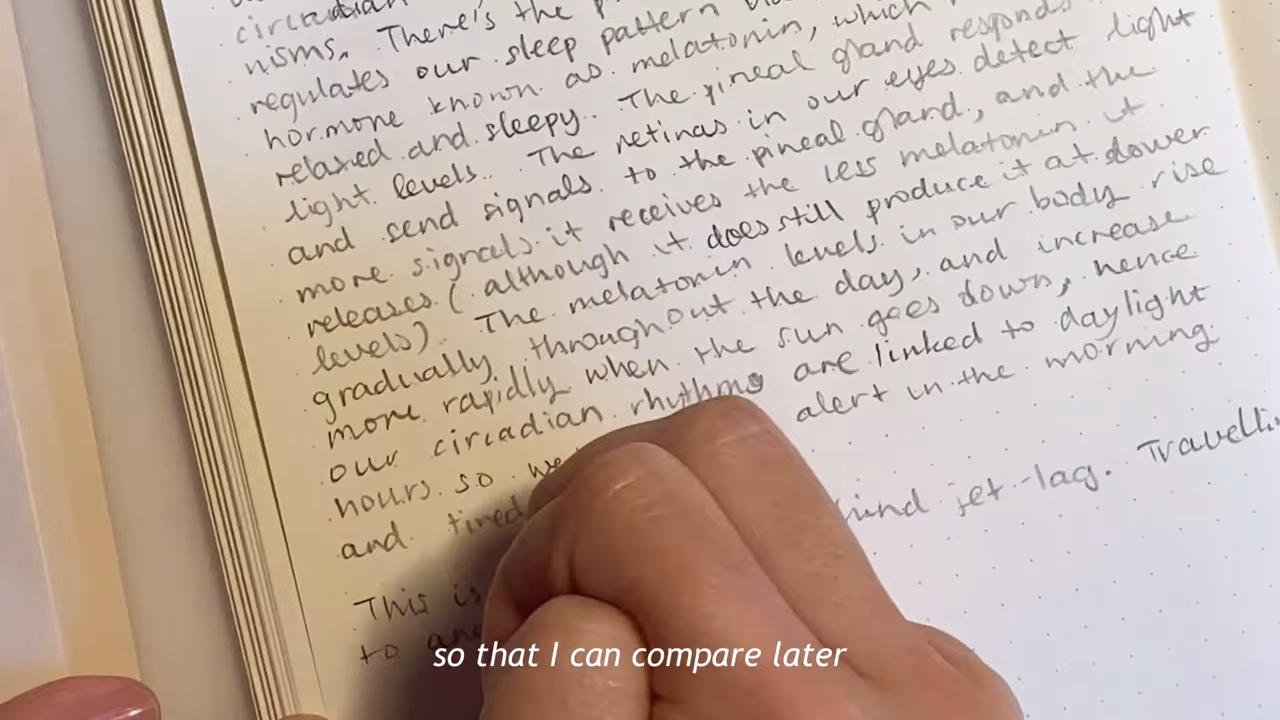 circadian
nisms. There's the
regulates our sleep pattern
hormone known as melatonin, which
relaxed and sleepy. The pineal gland responds
light levels. The retinas in our eyes detect light
and send signals to the pineal gland, and the
more signals it receives the less melatonin it
releases (although it does still produce it at slower
levels). The melatonin levels in our body rise
gradually throughout the day, and increase
more rapidly when the sun goes down, hence
our circadian rhythms are linked to daylight
hours so we alert in the morning
and tired
This is hind jet-lag. Travelli
to an
so that I can compare later